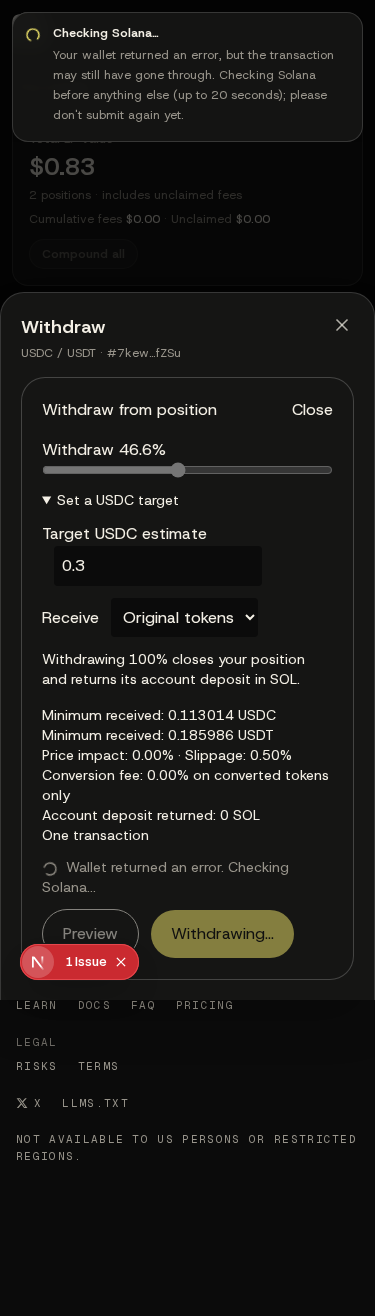 Checking Solana…
Your wallet returned an error, but the transaction
may still have gone through. Checking Solana
before anything else (up to 20 seconds); please
don't submit again yet.
$0.83
2 positions · includes unclaimed fees
Cumulative fees $0.00 Unclaimed $0.00
Compound all
Withdraw
USDC / USDT · #7kew…fZSu
Withdraw from position Close
Withdraw 46.6%
▼ Set a USDC target
Target USDC estimate
0.3
Receive Original tokens
Withdrawing 100% closes your position
and returns its account deposit in SOL.
Minimum received: 0.113014 USDC
Minimum received: 0.185986 USDT
Price impact: 0.00% · Slippage: 0.50%
Conversion fee: 0.00% on converted tokens
only
Account deposit returned: 0 SOL
One transaction
Wallet returned an error. Checking
Solana…
Preview Withdrawing…
N 1 Issue
LEARN DOCS FAQ PRICING
LEGAL
RISKS TERMS
X LLMS.TXT
NOT AVAILABLE TO US PERSONS OR RESTRICTED
REGIONS.